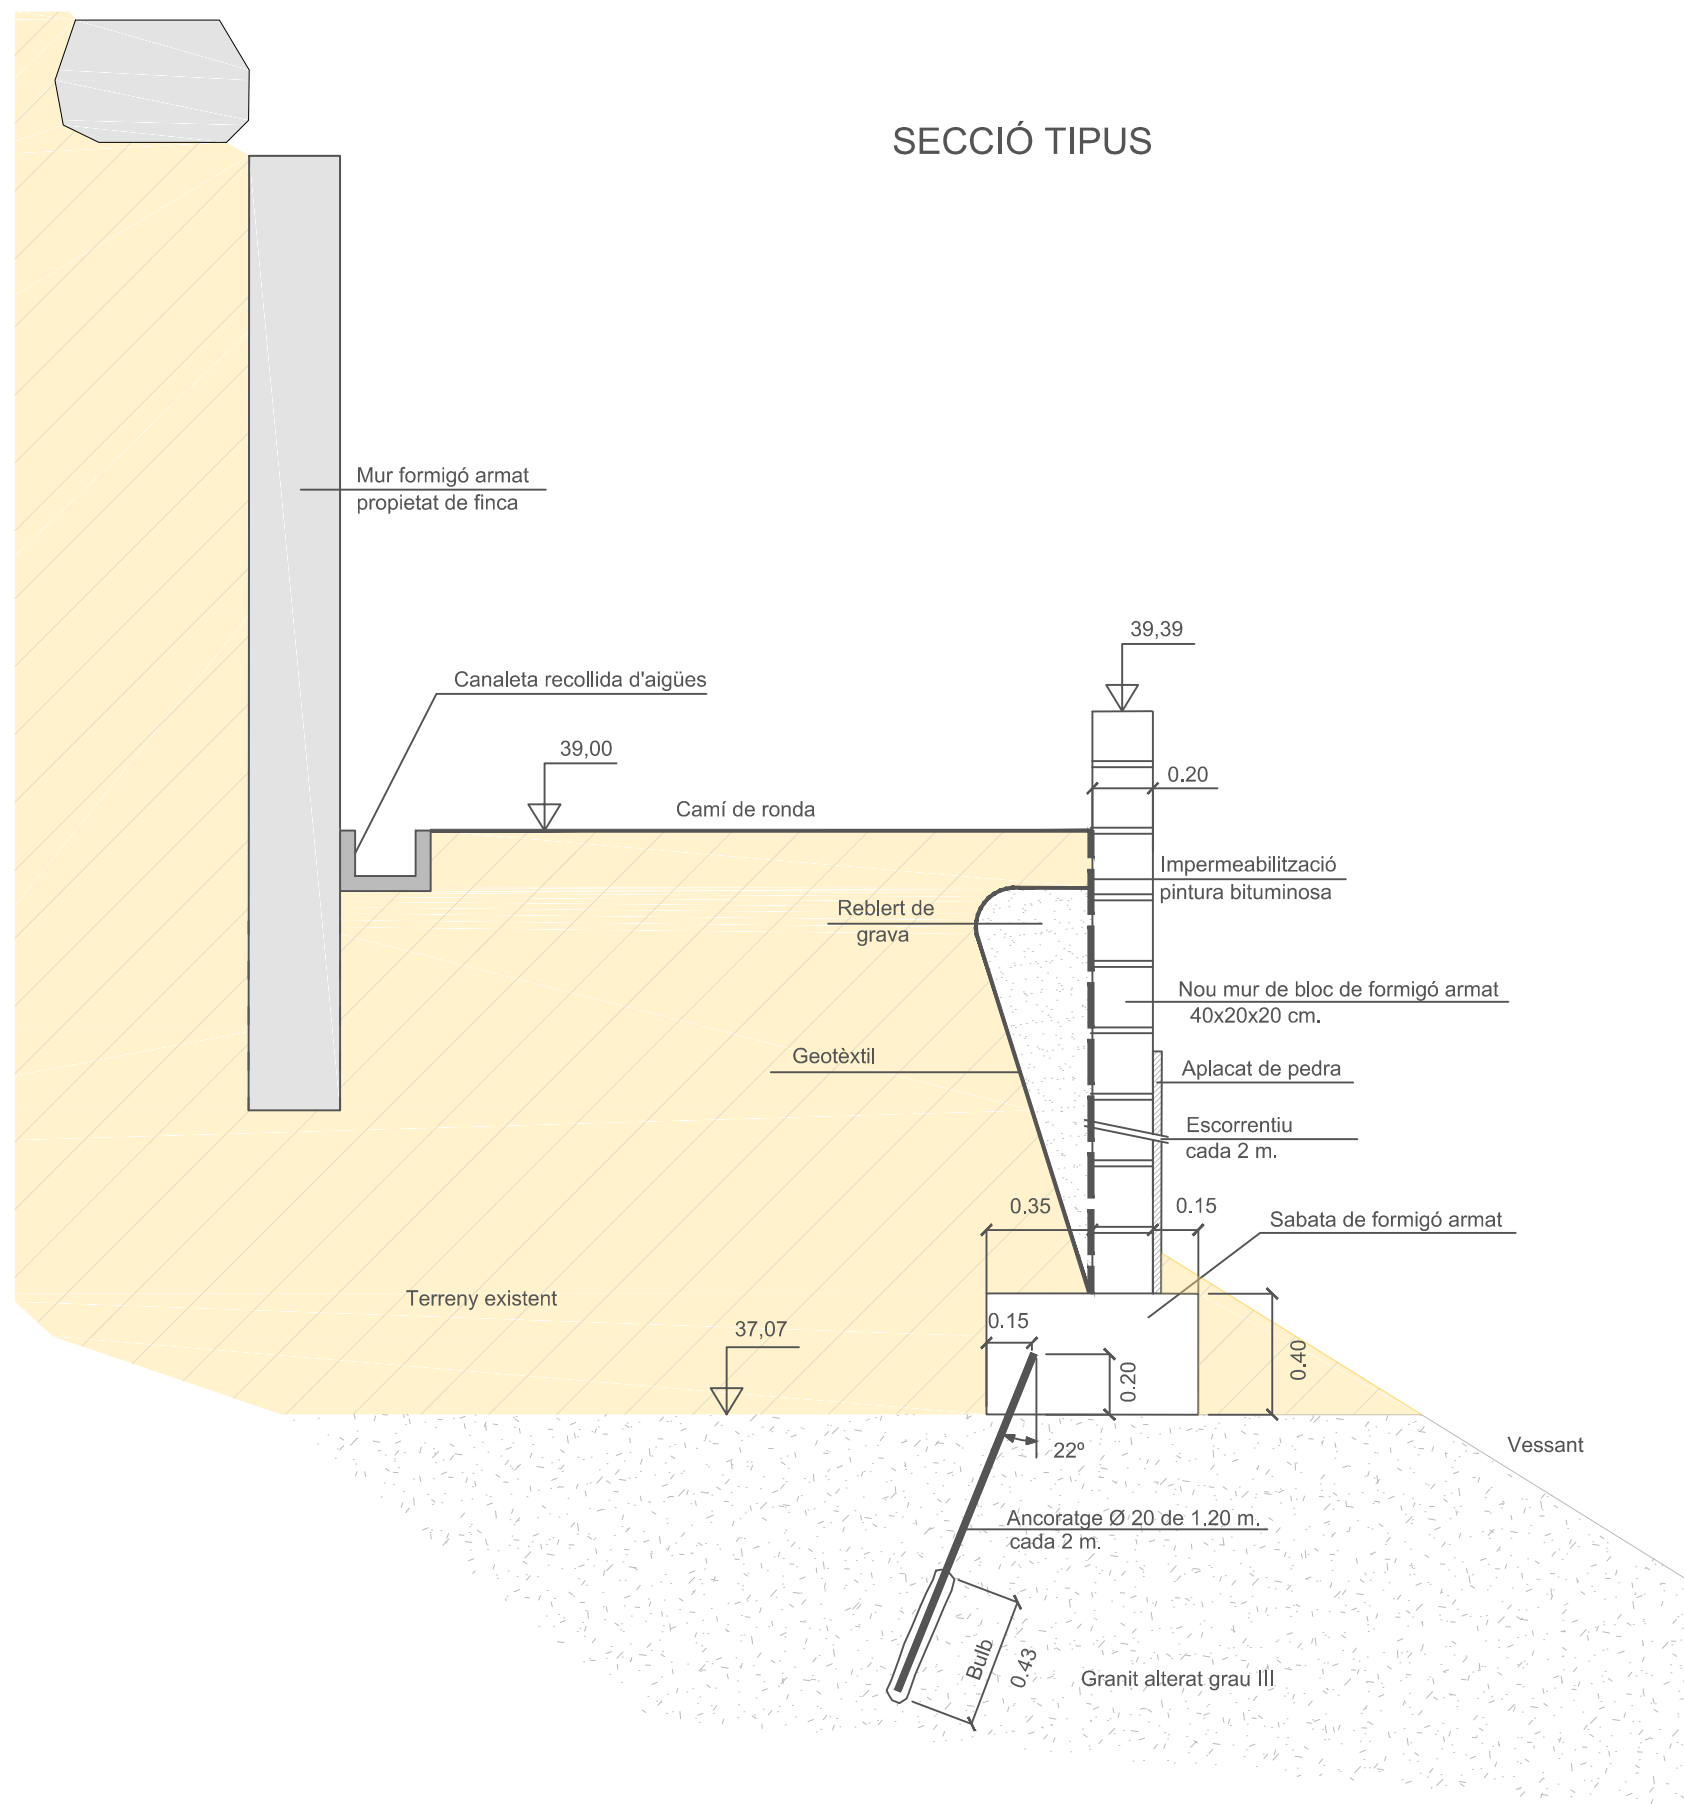 SECCIÓ TIPUS
Mur formigó armat
propietat de finca
39,39
Canaleta recollida d'aigües
39,00
0.20
Camí de ronda
Impermeabilització
pintura bituminosa
Reblert de
grava
Nou mur de bloc de formigó armat
40x20x20 cm.
Geotèxtil
Aplacat de pedra
Escorrentiu
cada 2 m.
0.35
0.15
Sabata de formigó armat
Terreny existent
0.15
37,07
0.40
0.20
22º
Vessant
Ancoratge Ø 20 de 1.20 m.
cada 2 m.
Bulb
0.43
Granit alterat grau III